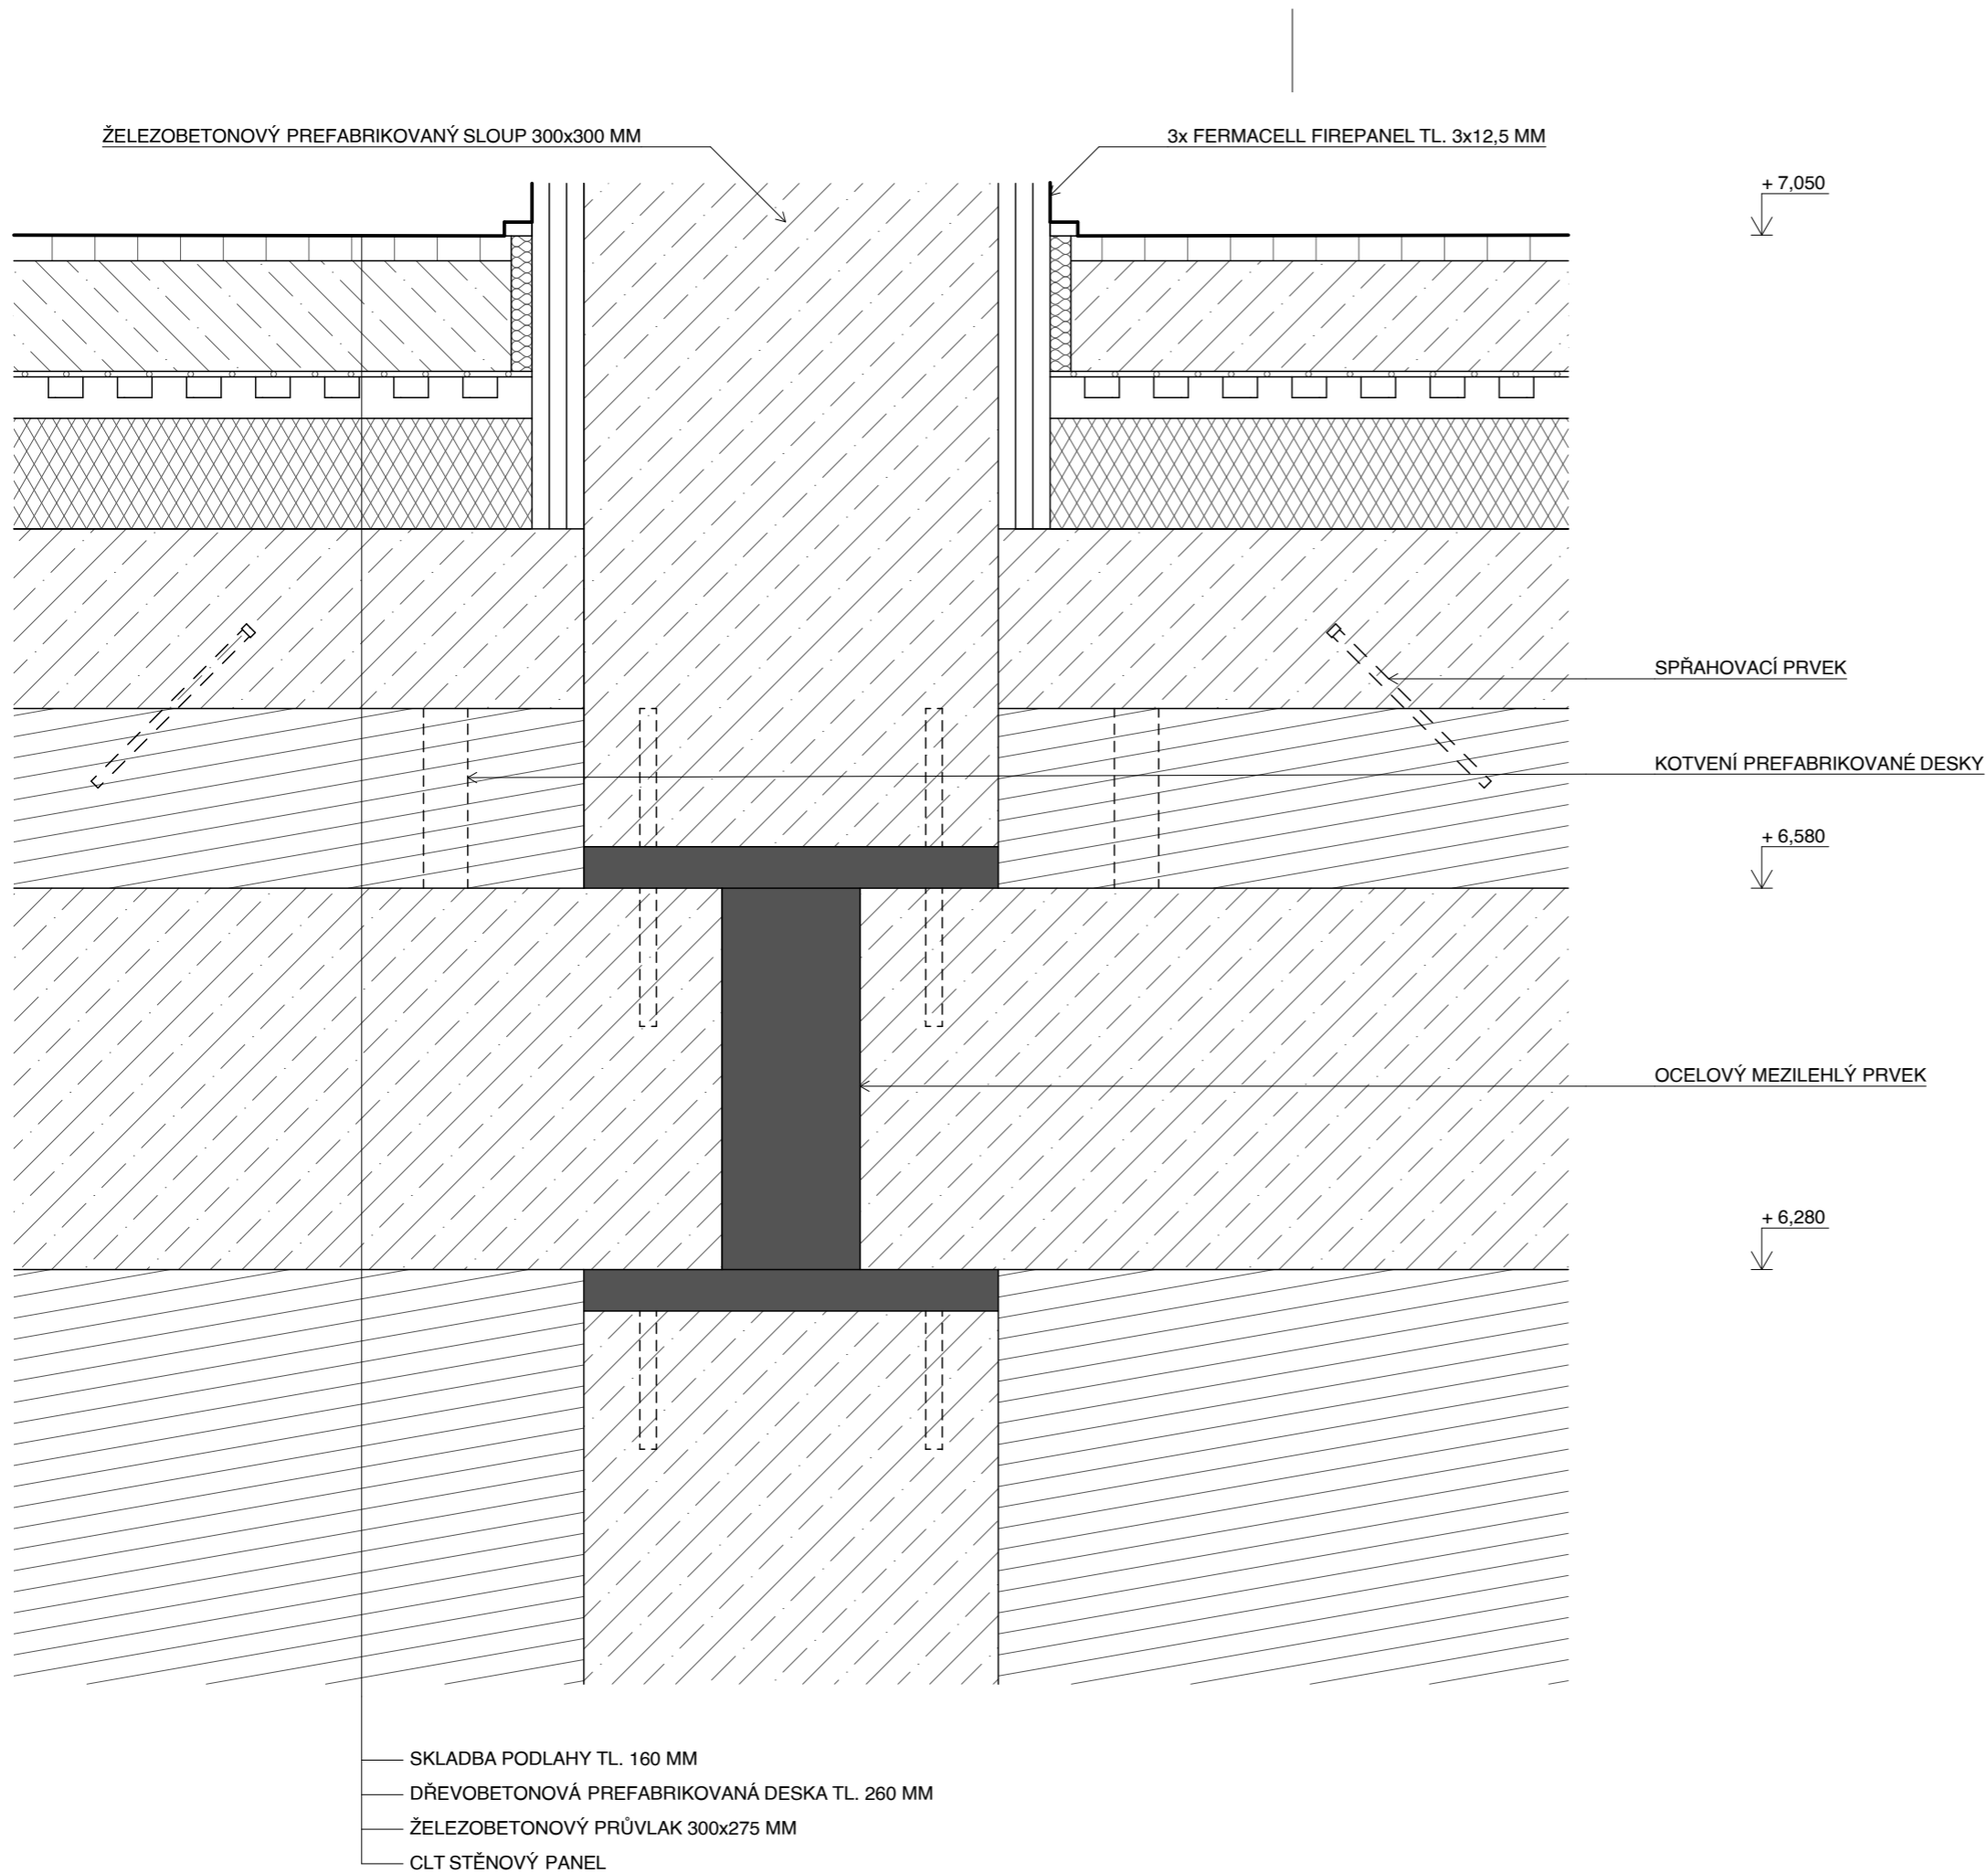 ŽELEZOBETONOVÝ PREFABRIKOVANÝ SLOUP 300x300 MM
3x FERMACELL FIREPANEL TL. 3x12,5 MM
+ 7,050
SPŘAHOVACÍ PRVEK
KOTVENÍ PREFABRIKOVANÉ DESKY
+ 6,580
OCELOVÝ MEZILEHLÝ PRVEK
+ 6,280
SKLADBA PODLAHY TL. 160 MM
DŘEVOBETONOVÁ PREFABRIKOVANÁ DESKA TL. 260 MM
ŽELEZOBETONOVÝ PRŮVLAK 300x275 MM
CLT STĚNOVÝ PANEL